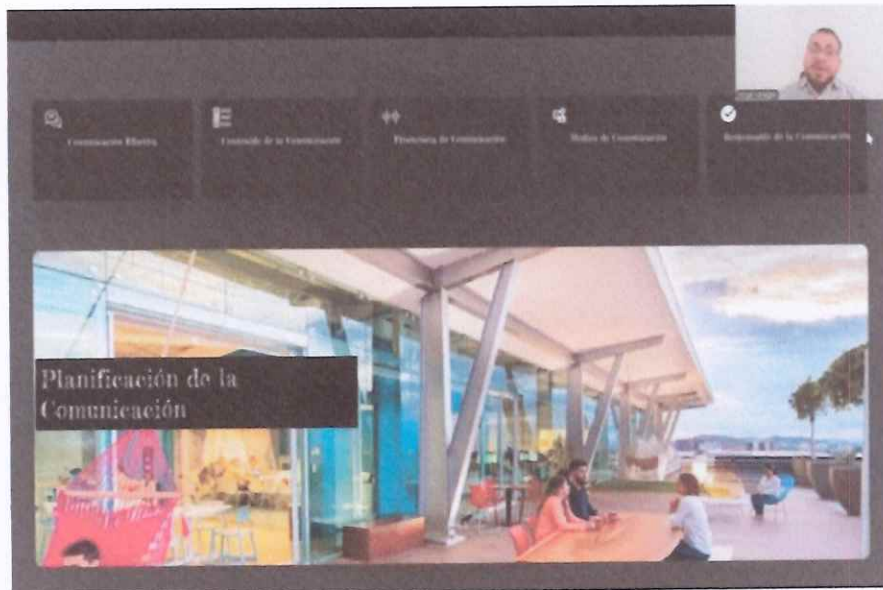 Comunicación Efectiva
Contenido de la Comunicación
Frecuencia de Comunicación
Medios de Comunicación
Responsable de la Comunicación
Planificación de la
Comunicación